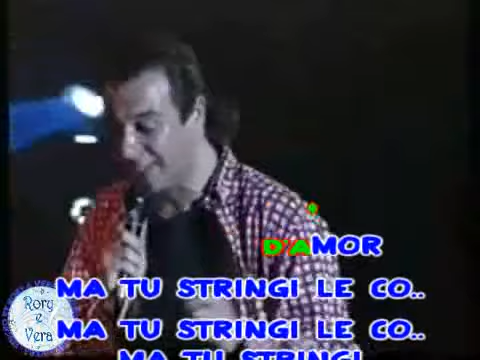 D'AMOR
MA TU STRINGI LE CO..
MA TU STRINGI LE CO..
MA TU STRINGI
Rory
e
Vera